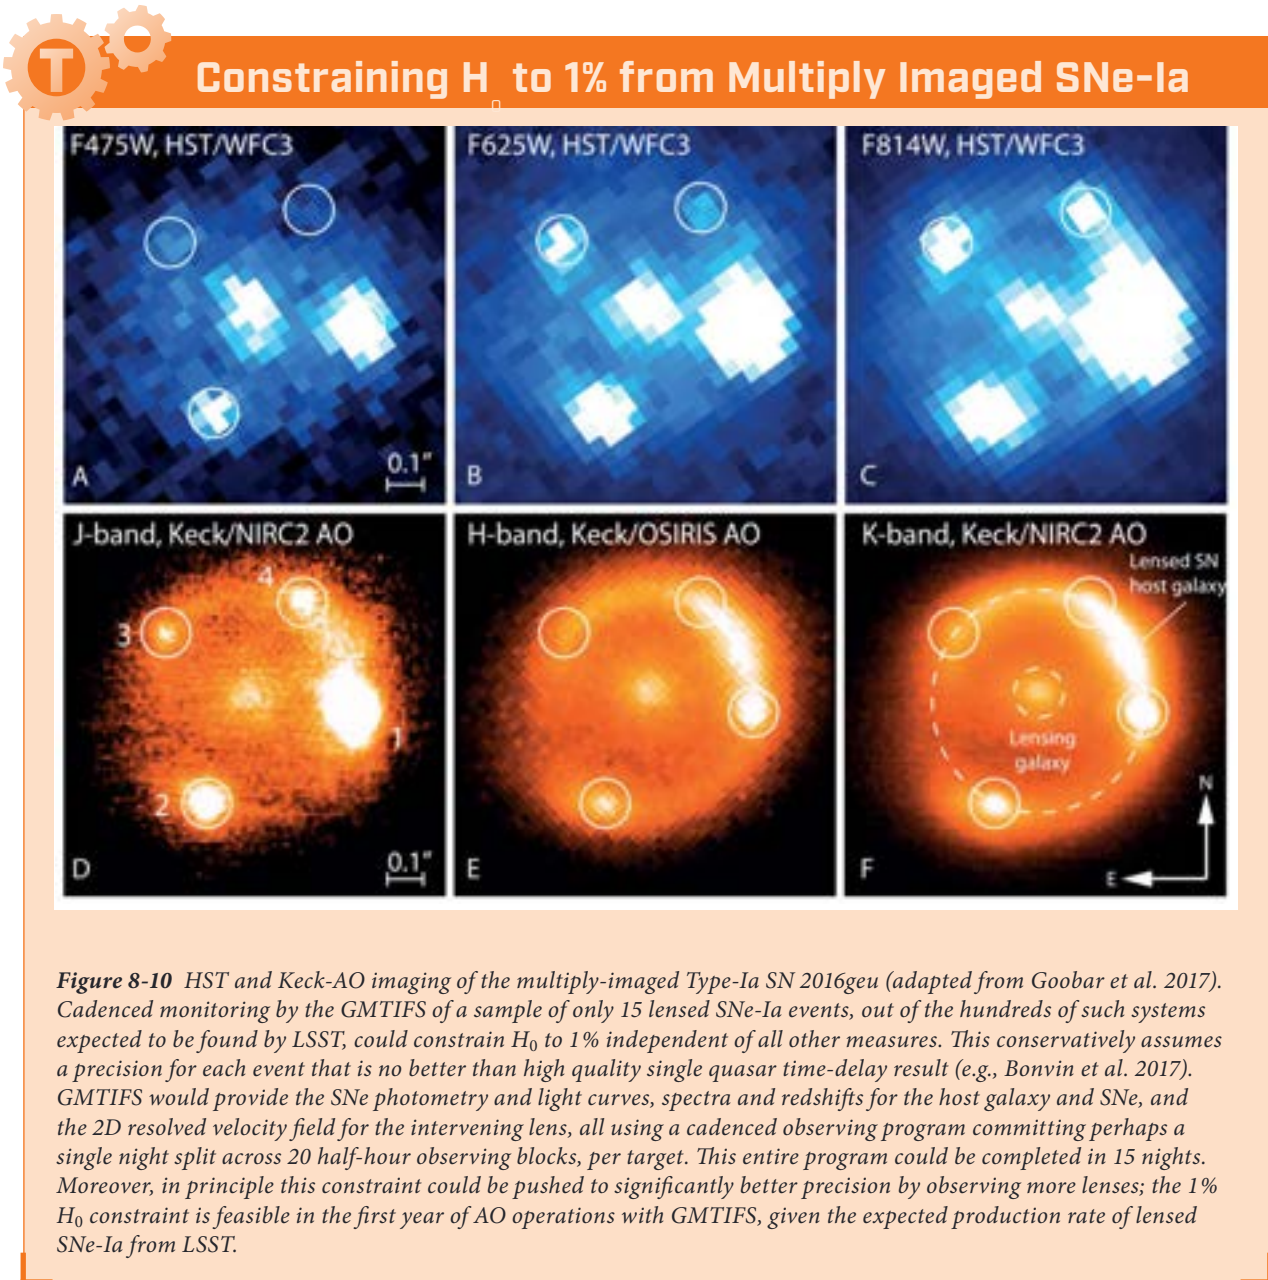 T
Constraining H₀ to 1% from Multiply Imaged SNe-Ia
F475W, HST/WFC3
F625W, HST/WFC3
F814W, HST/WFC3
0.1"
A
B
C
J-band, Keck/NIRC2 AO
H-band, Keck/OSIRIS AO
K-band, Keck/NIRC2 AO
Lensed SN
host galaxy
4
3
1
2
Lensing
galaxy
N
0.1"
D
E
F
E
Figure 8-10 HST and Keck-AO imaging of the multiply-imaged Type-Ia SN 2016geu (adapted from Goobar et al. 2017).
Cadenced monitoring by the GMTIFS of a sample of only 15 lensed SNe-Ia events, out of the hundreds of such systems
expected to be found by LSST, could constrain H₀ to 1% independent of all other measures. This conservatively assumes
a precision for each event that is no better than high quality single quasar time-delay result (e.g., Bonvin et al. 2017).
GMTIFS would provide the SNe photometry and light curves, spectra and redshifts for the host galaxy and SNe, and
the 2D resolved velocity field for the intervening lens, all using a cadenced observing program committing perhaps a
single night split across 20 half-hour observing blocks, per target. This entire program could be completed in 15 nights.
Moreover, in principle this constraint could be pushed to significantly better precision by observing more lenses; the 1%
H₀ constraint is feasible in the first year of AO operations with GMTIFS, given the expected production rate of lensed
SNe-Ia from LSST.